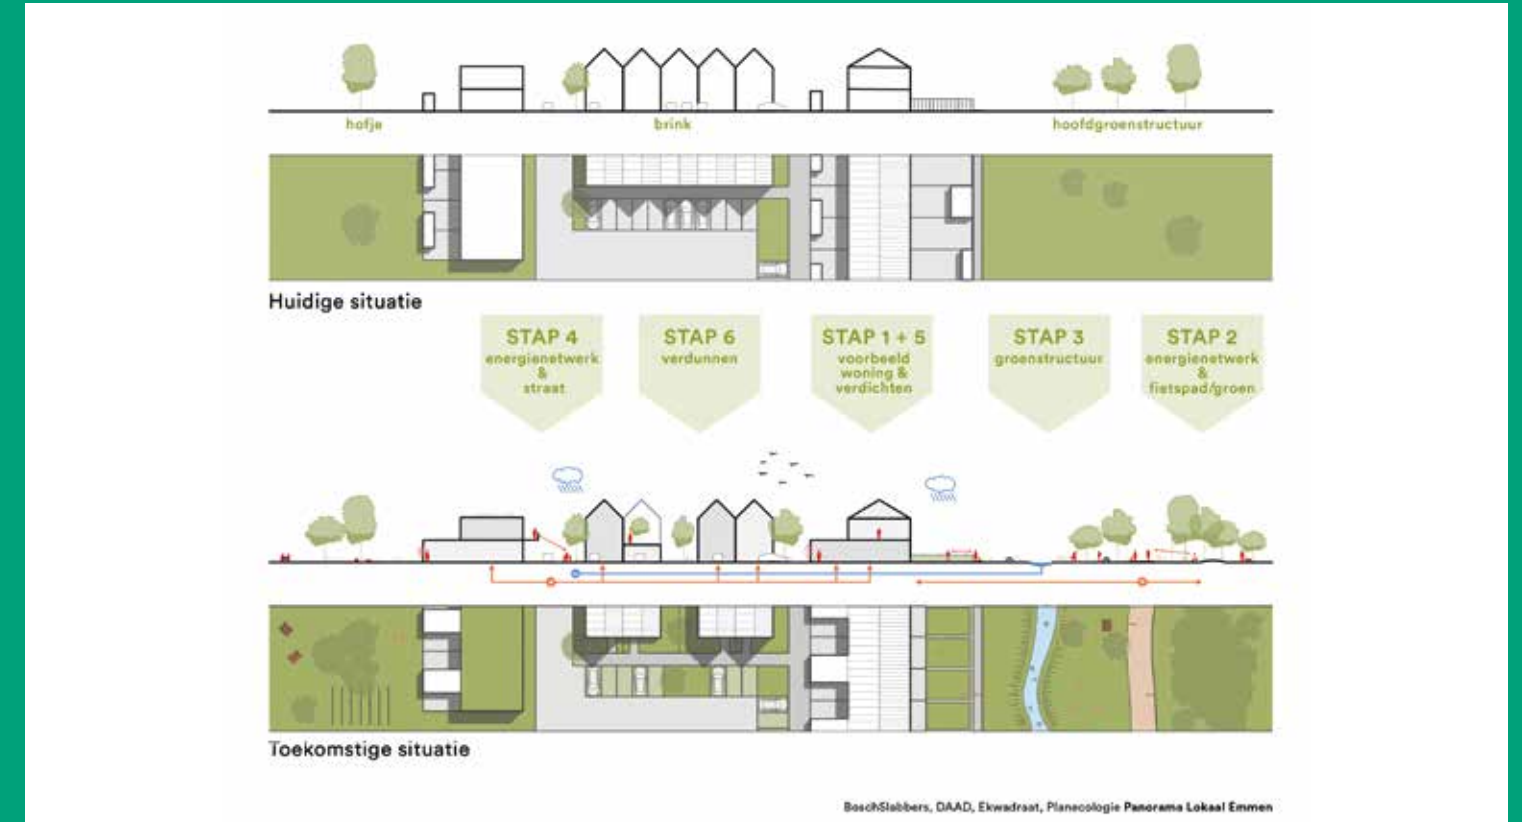 hofje
brink
hoofdgroenstructuur
Huidige situatie
STAP 4
energienetwerk
&
straat
STAP 6
verdunnen
STAP 1 + 5
voorbeeld
woning &
verdichten
STAP 3
groenstructuur
STAP 2
energienetwerk
&
fietspad/groen
Toekomstige situatie
BoschSlabbers, DAAD, Ekwadraat, Planecologie Panorama Lokaal Emmen